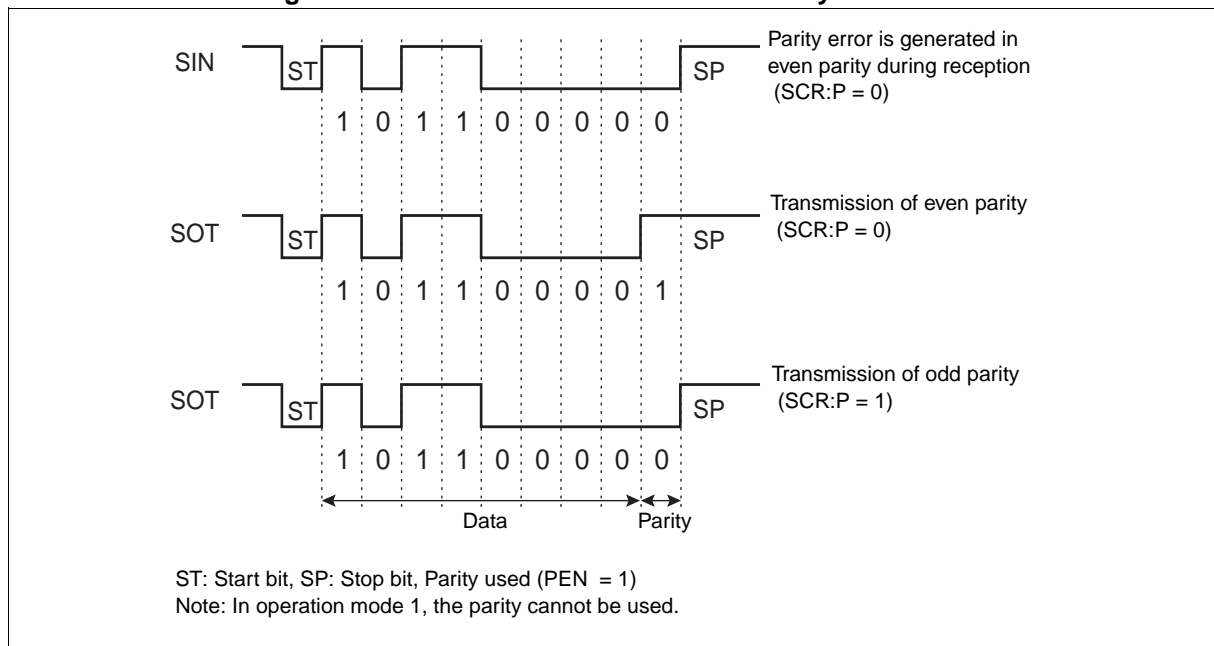 SIN
ST
SP
Parity error is generated in
even parity during reception
(SCR:P = 0)
1 0 1 1 0 0 0 0 0
SOT
ST
SP
Transmission of even parity
(SCR:P = 0)
1 0 1 1 0 0 0 0 1
SOT
ST
SP
Transmission of odd parity
(SCR:P = 1)
1 0 1 1 0 0 0 0 0
Data
Parity
ST: Start bit, SP: Stop bit, Parity used (PEN = 1)
Note: In operation mode 1, the parity cannot be used.